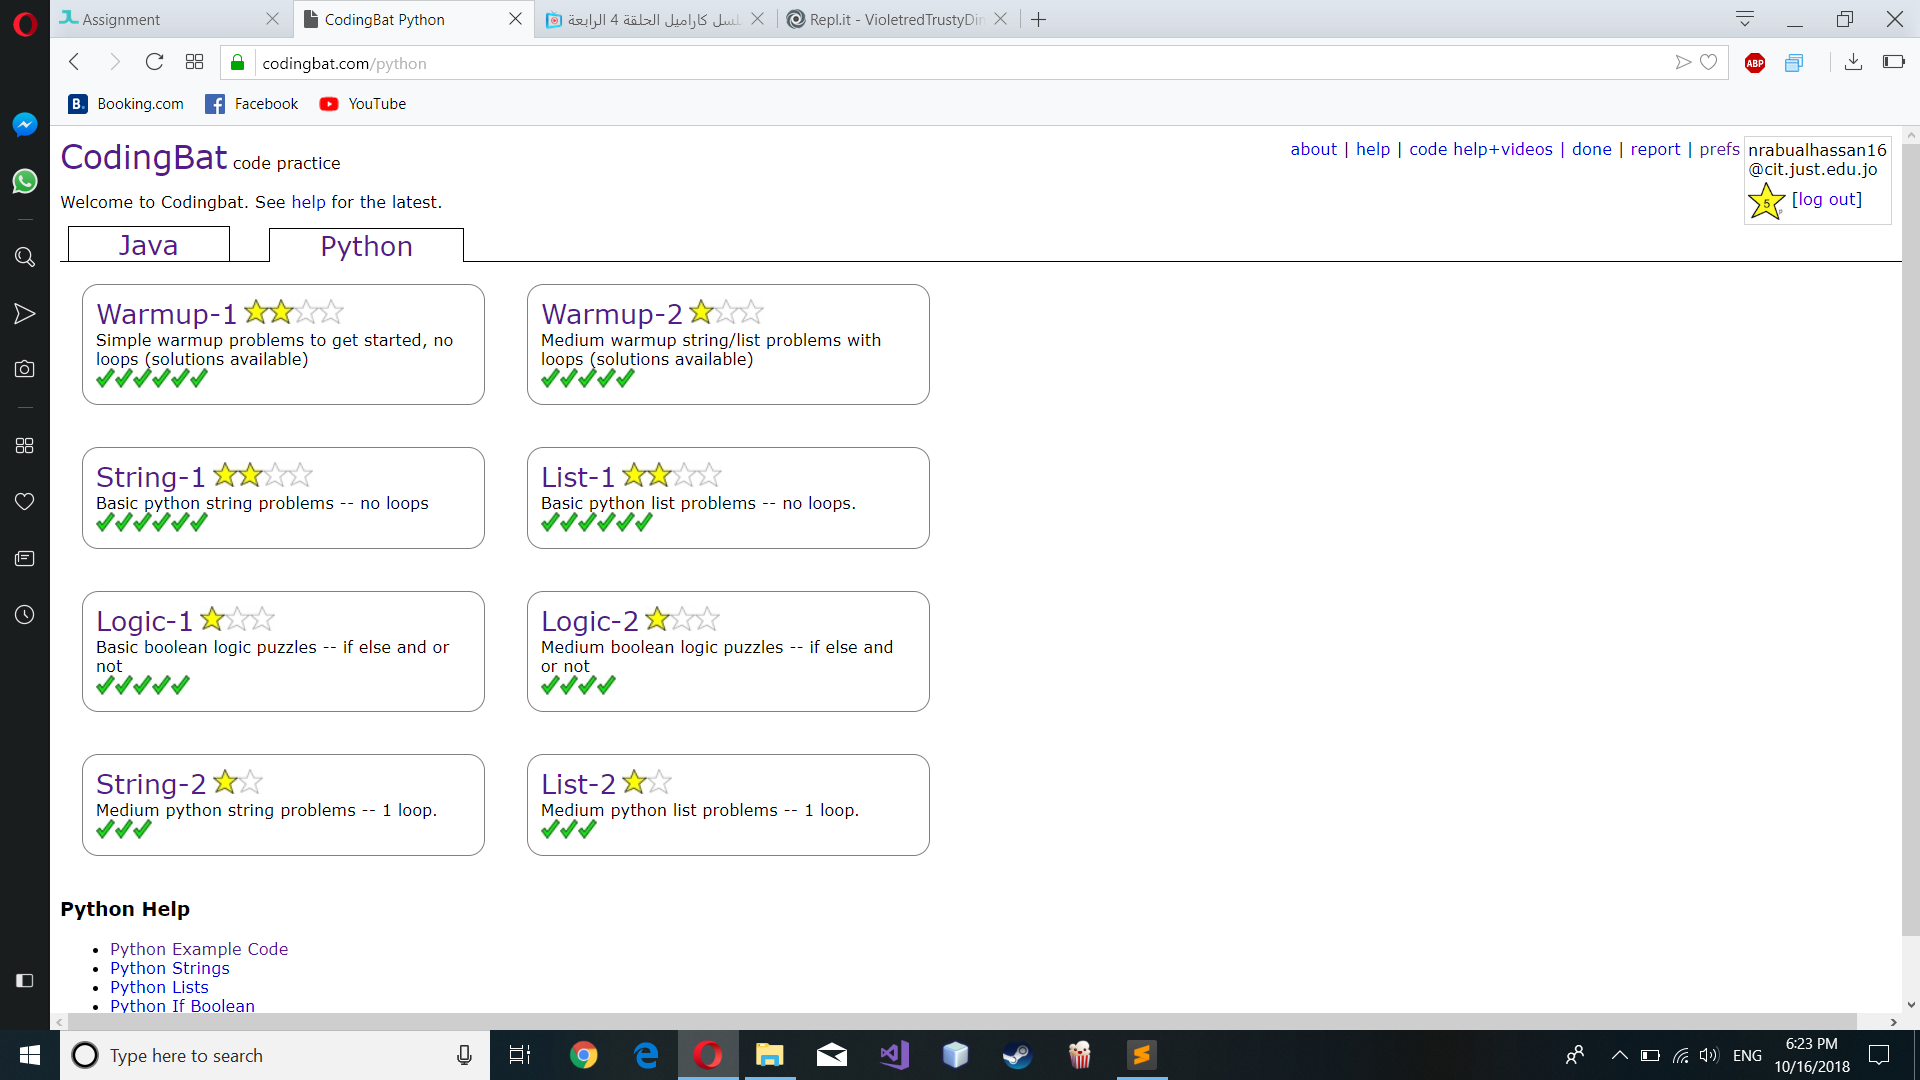 Assignment
CodingBat Python
سلسل كاراميل الحلقة 4 الرابعة
Repl.it - VioletredTrustyDin
codingbat.com/python
ABP
B. Booking.com
Facebook
YouTube
CodingBat code practice
about | help | code help+videos | done | report | prefs
nrabualhassan16
@cit.just.edu.jo
5
[log out]
Welcome to Codingbat. See help for the latest.
Java
Python
Warmup-1
Simple warmup problems to get started, no
loops (solutions available)
Warmup-2
Medium warmup string/list problems with
loops (solutions available)
String-1
Basic python string problems -- no loops
List-1
Basic python list problems -- no loops.
Logic-1
Basic boolean logic puzzles -- if else and or
not
Logic-2
Medium boolean logic puzzles -- if else and
or not
String-2
Medium python string problems -- 1 loop.
List-2
Medium python list problems -- 1 loop.
Python Help
Python Example Code
Python Strings
Python Lists
Python If Boolean
Type here to search
ENG
6:23 PM
10/16/2018